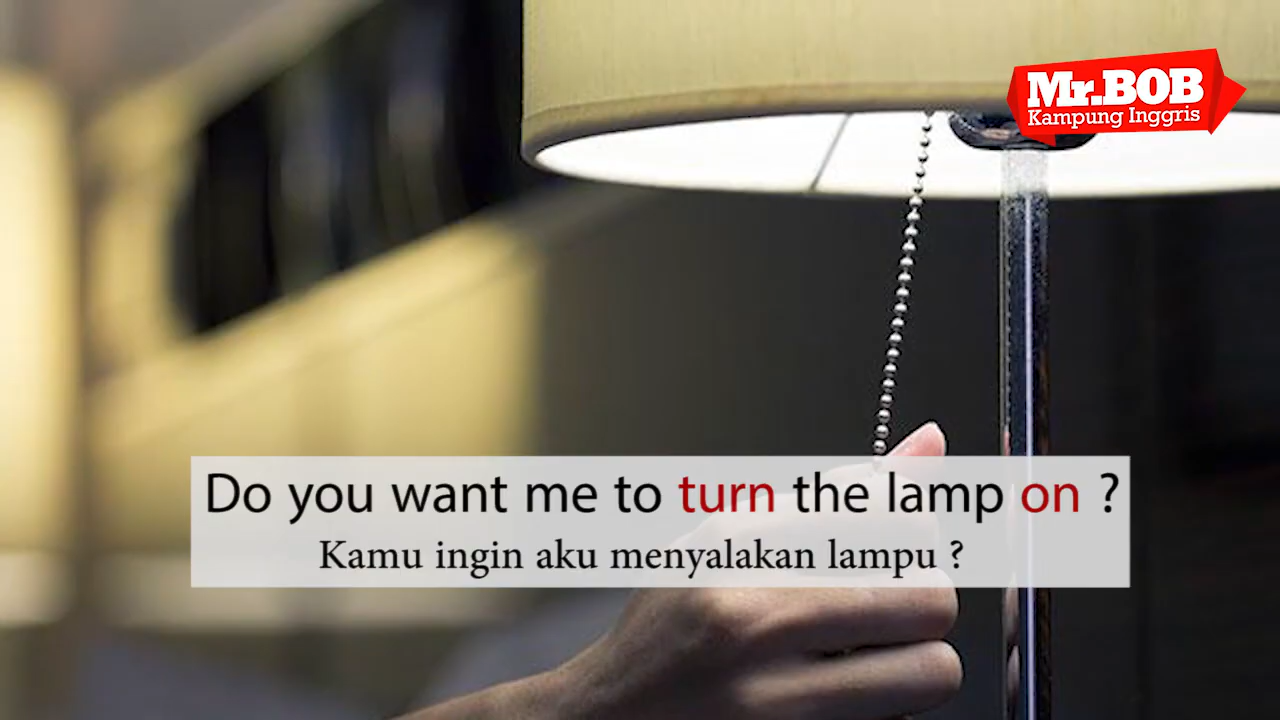 Mr.BOB
Kampung Inggris
Do you want me to turn the lamp on ?
Kamu ingin aku menyalakan lampu ?